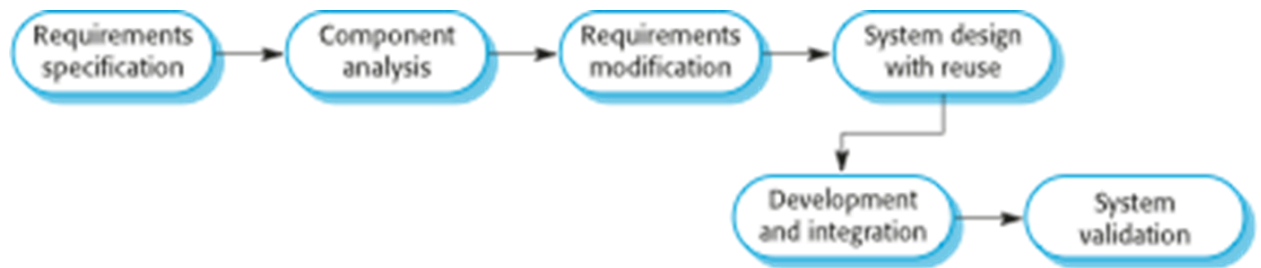 Requirements
specification
Component
analysis
Requirements
modification
System design
with reuse
Development
and integration
System
validation